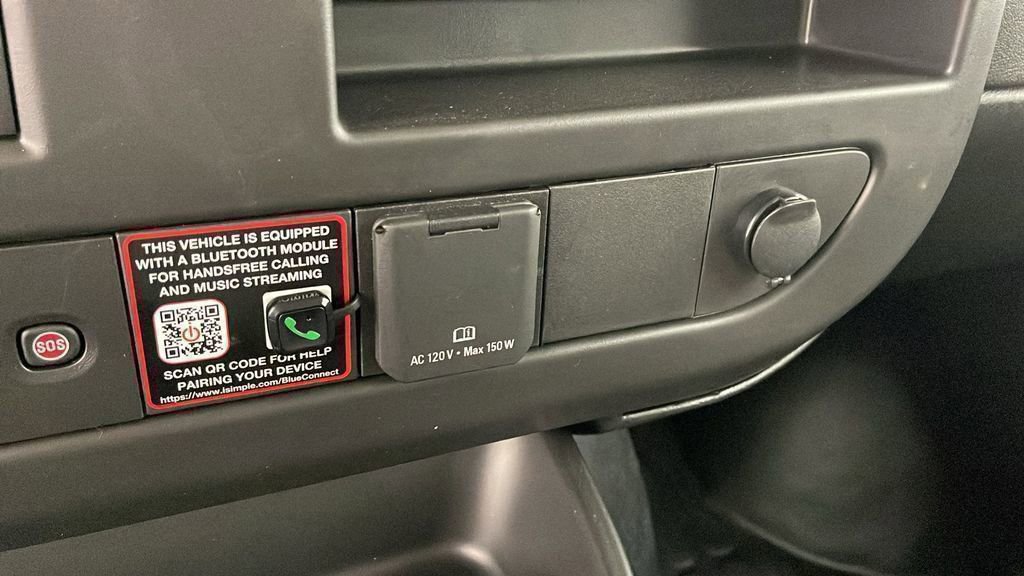 THIS VEHICLE IS EQUIPPED
WITH A BLUETOOTH MODULE
FOR HANDSFREE CALLING
AND MUSIC STREAMING
SOS
SCAN QR CODE FOR HELP
PAIRING YOUR DEVICE
https://www.isimple.com/BlueConnect
AC 120 V • Max 150 W